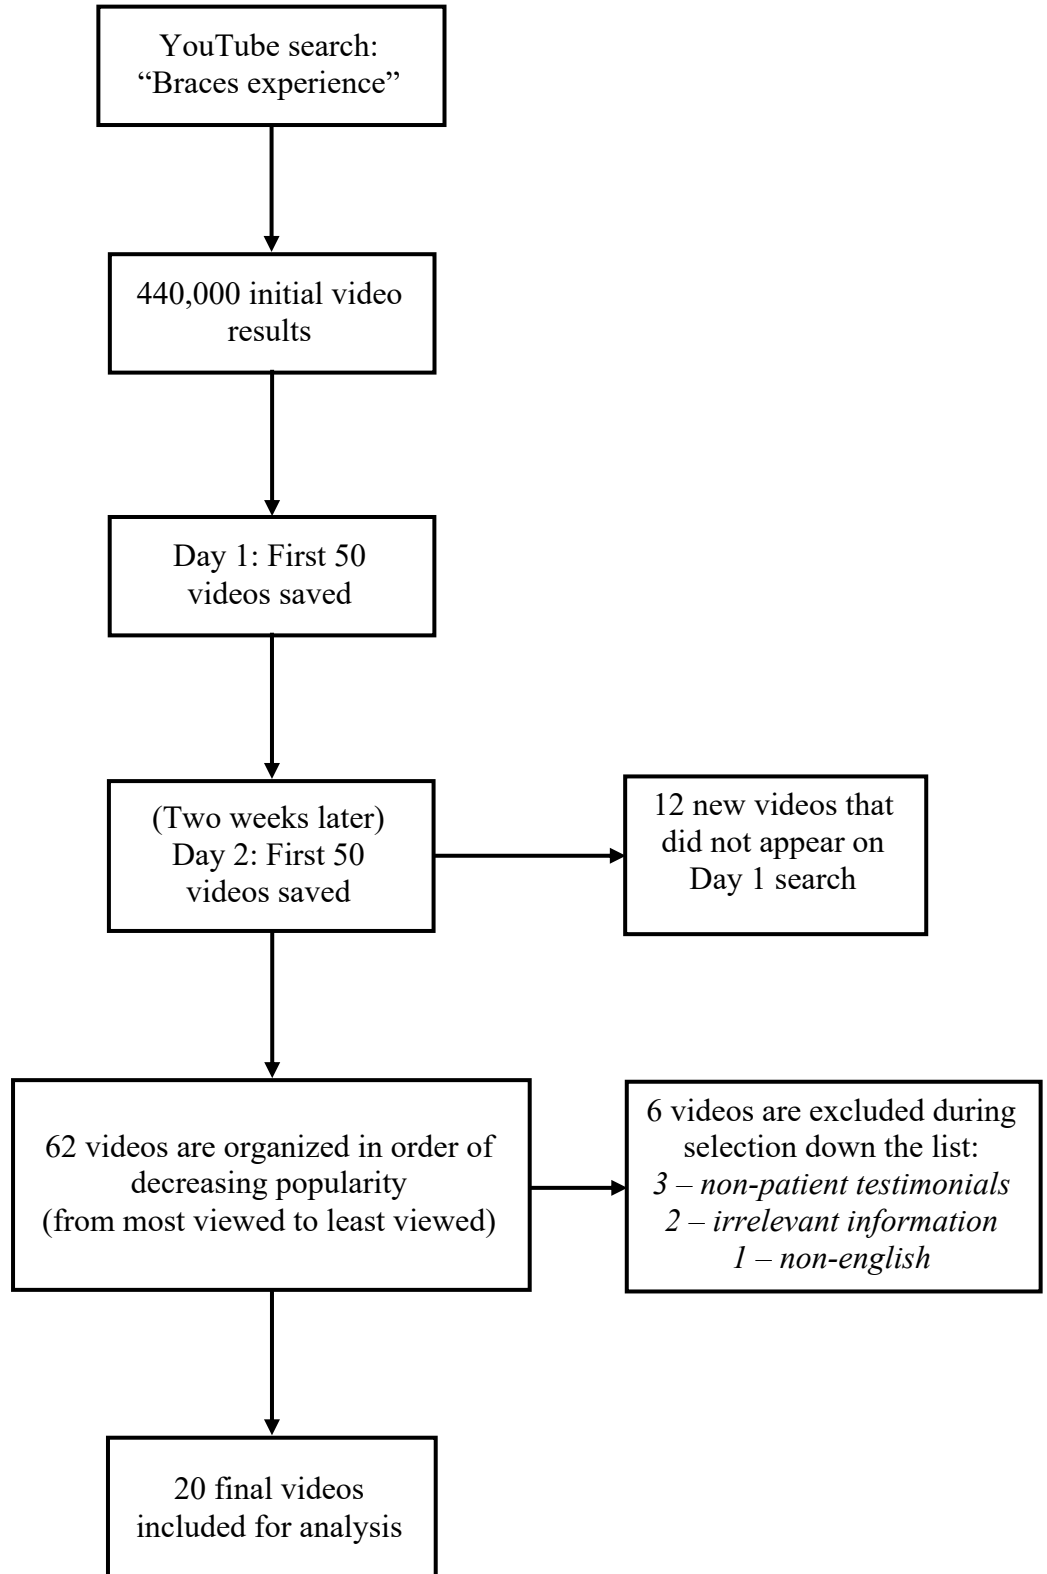 YouTube search:
“Braces experience”
440,000 initial video
results
Day 1: First 50
videos saved
(Two weeks later)
Day 2: First 50
videos saved
12 new videos that
did not appear on
Day 1 search
62 videos are organized in order of
decreasing popularity
(from most viewed to least viewed)
6 videos are excluded during
selection down the list:
3 – non-patient testimonials
2 – irrelevant information
1 – non-english
20 final videos
included for analysis